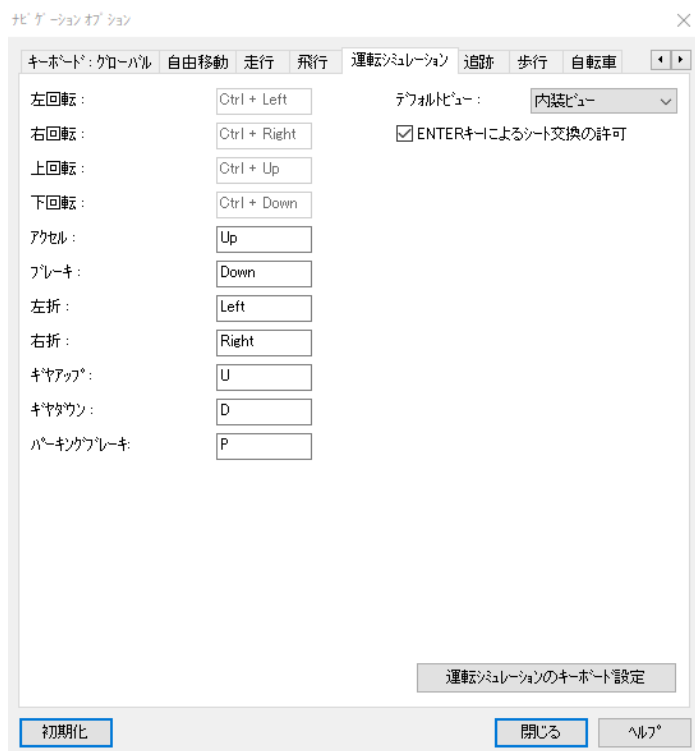 ナビゲーション オプション
キーボード：グローバル 自由移動 走行 飛行 運転シミュレーション 追跡 歩行 自転車
左回転： Ctrl + Left デフォルトビュー： 内装ビュー
右回転： Ctrl + Right ENTERキーによるシート交換の許可
上回転： Ctrl + Up
下回転： Ctrl + Down
アクセル： Up
ブレーキ： Down
左折： Left
右折： Right
ギヤアップ： U
ギヤダウン： D
パーキングブレーキ: P
運転シミュレーションのキーボード設定
初期化 閉じる ヘルプ